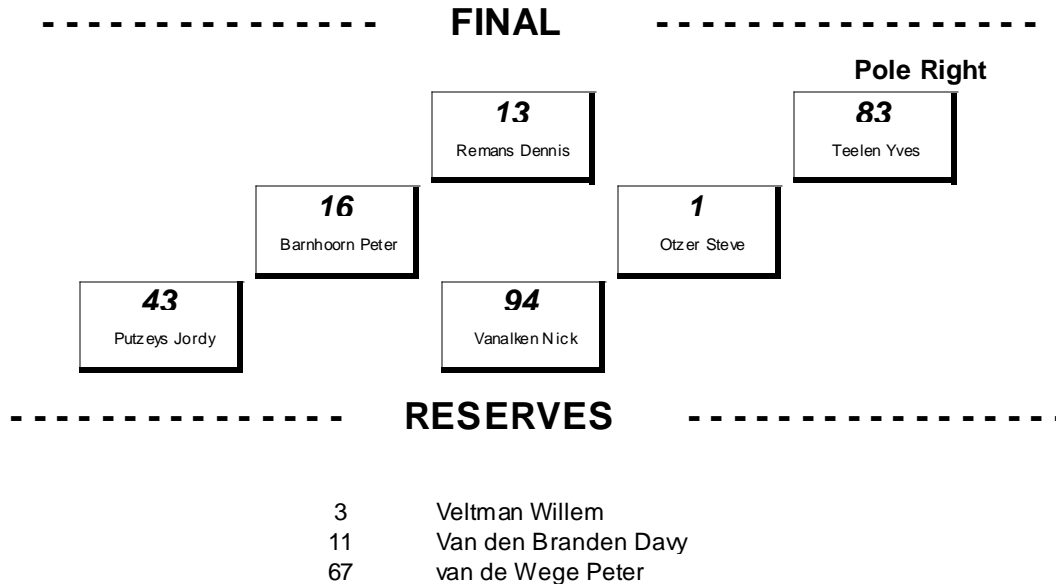 - - - - - - - - - - - - - - - FINAL - - - - - - - - - - - - - - - - -
Pole Right
13 83
Remans Dennis Teelen Yves
16 1
Barnhoorn Peter Otzer Steve
43 94
Putzeys Jordy Vanalken Nick
- - - - - - - - - - - - - - - RESERVES - - - - - - - - - - - - - - - - -
3 Veltman Willem
11 Van den Branden Davy
67 van de Wege Peter